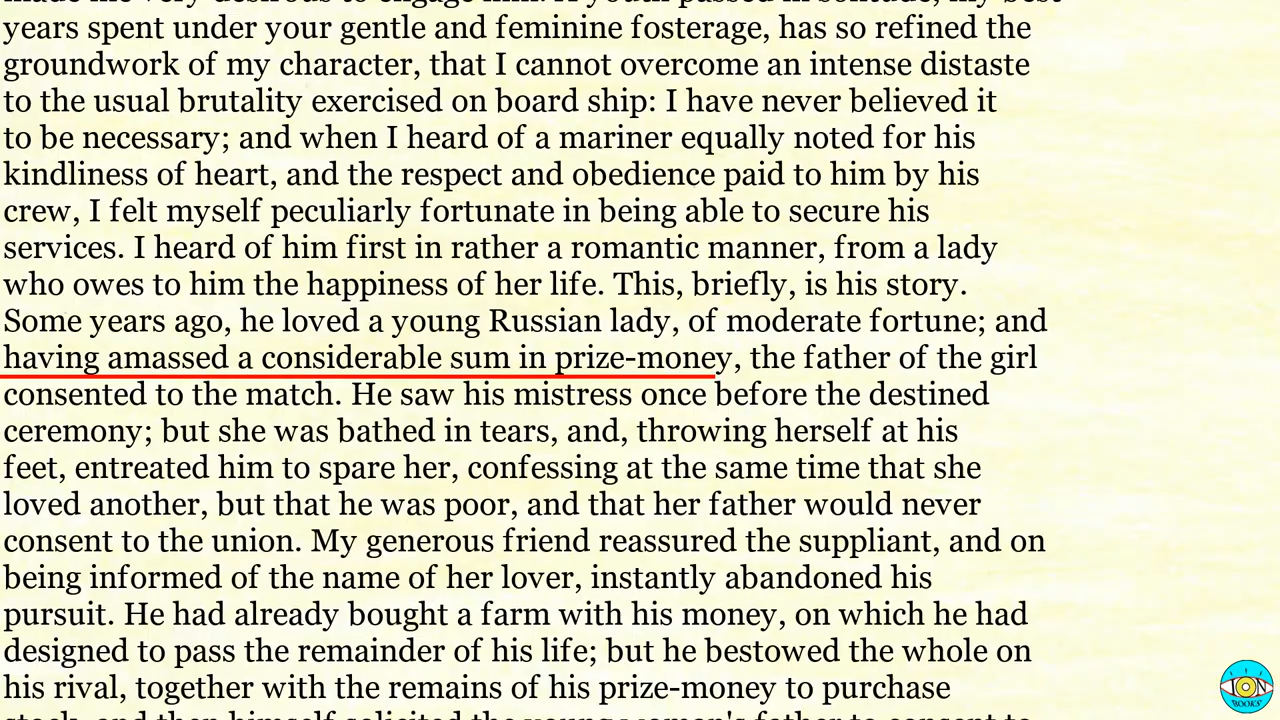 years spent under your gentle and feminine fosterage, has so refined the
groundwork of my character, that I cannot overcome an intense distaste
to the usual brutality exercised on board ship: I have never believed it
to be necessary; and when I heard of a mariner equally noted for his
kindliness of heart, and the respect and obedience paid to him by his
crew, I felt myself peculiarly fortunate in being able to secure his
services. I heard of him first in rather a romantic manner, from a lady
who owes to him the happiness of her life. This, briefly, is his story.
Some years ago, he loved a young Russian lady, of moderate fortune; and
having amassed a considerable sum in prize-money, the father of the girl
consented to the match. He saw his mistress once before the destined
ceremony; but she was bathed in tears, and, throwing herself at his
feet, entreated him to spare her, confessing at the same time that she
loved another, but that he was poor, and that her father would never
consent to the union. My generous friend reassured the suppliant, and on
being informed of the name of her lover, instantly abandoned his
pursuit. He had already bought a farm with his money, on which he had
designed to pass the remainder of his life; but he bestowed the whole on
his rival, together with the remains of his prize-money to purchase
ION
BOOKS